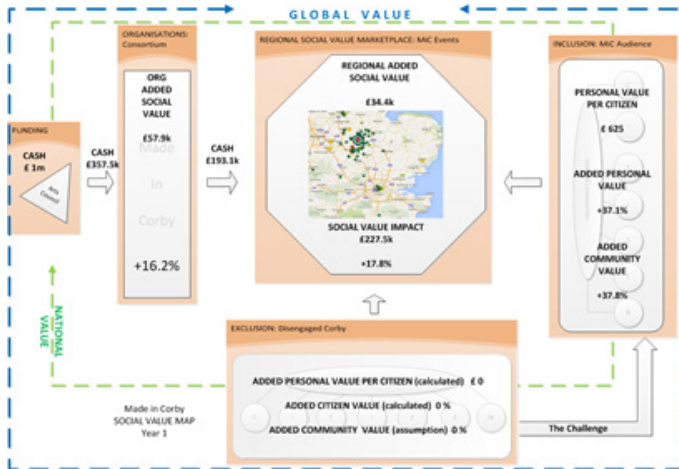 GLOBAL VALUE
ORGANISATIONS:
Consortium
ORG
ADDED
SOCIAL
VALUE
£57.9k
Made
In
Corby
+16.2%
REGIONAL SOCIAL VALUE MARKETPLACE: MiC Events
REGIONAL ADDED
SOCIAL VALUE
£34.4k
SOCIAL VALUE IMPACT
£227.5k
+17.8%
INCLUSION: MiC Audience
PERSONAL VALUE
PER CITIZEN
£ 625
ADDED PERSONAL
VALUE
+37.1%
ADDED
COMMUNITY
VALUE
+37.8%
FUNDING
CASH
£ 1m
Arts
Council
CASH
£357.5k
CASH
£193.1k
NATIONAL
VALUE
EXCLUSION: Disengaged Corby
ADDED PERSONAL VALUE PER CITIZEN (calculated) £ 0
ADDED CITIZEN VALUE (calculated) 0 %
ADDED COMMUNITY VALUE (assumption) 0 %
Made in Corby
SOCIAL VALUE MAP
Year 1
The Challenge